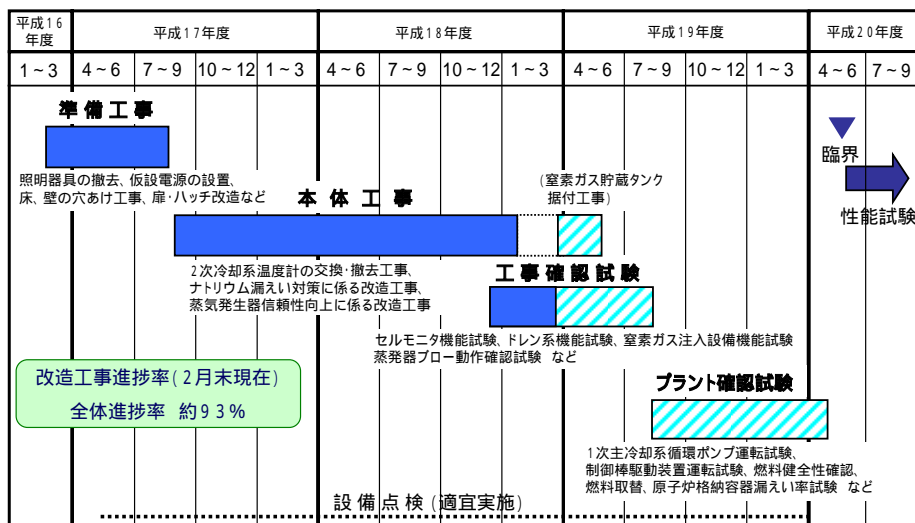 平成16年度 平成17年度 平成18年度 平成19年度 平成20年度
1～3 4～6 7～9 10～12 1～3 4～6 7～9 10～12 1～3 4～6 7～9 10～12 1～3 4～6 7～9
準備工事
照明器具の撤去、仮設電源の設置、
床、壁の穴あけ工事、扉・ハッチ改造など
本体工事
(窒素ガス貯蔵タンク
据付工事)
2次冷却系温度計の交換・撤去工事、
ナトリウム漏えい対策に係る改造工事、
蒸気発生器信頼性向上に係る改造工事
工事確認試験
セルモニタ機能試験、ドレン系機能試験、窒素ガス注入設備機能試験
蒸発器ブロー動作確認試験 など
臨界
性能試験
改造工事進捗率(2月末現在)
全体進捗率 約93%
プラント確認試験
1次主冷却系循環ポンプ運転試験、
制御棒駆動装置運転試験、燃料健全性確認、
燃料取替、原子炉格納容器漏えい率試験 など
設備点検(適宜実施)